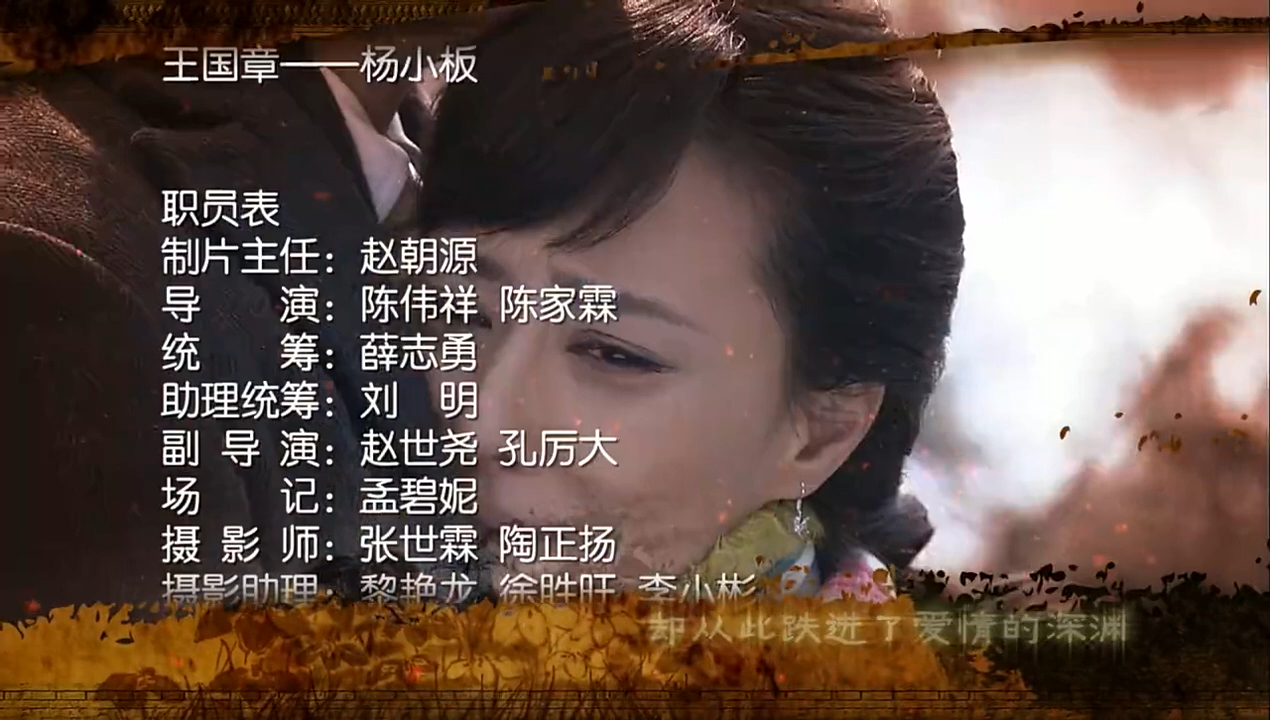 王国章——杨小板
职员表
制片主任：赵朝源
导 演：陈伟祥 陈家霖
统 筹：薛志勇
助理统筹：刘 明
副 导 演：赵世尧 孔厉大
场 记：孟碧妮
摄 影 师：张世霖 陶正扬
摄影助理：黎艳龙 徐胜旺 李小彬
却从此跌进了爱情的深渊